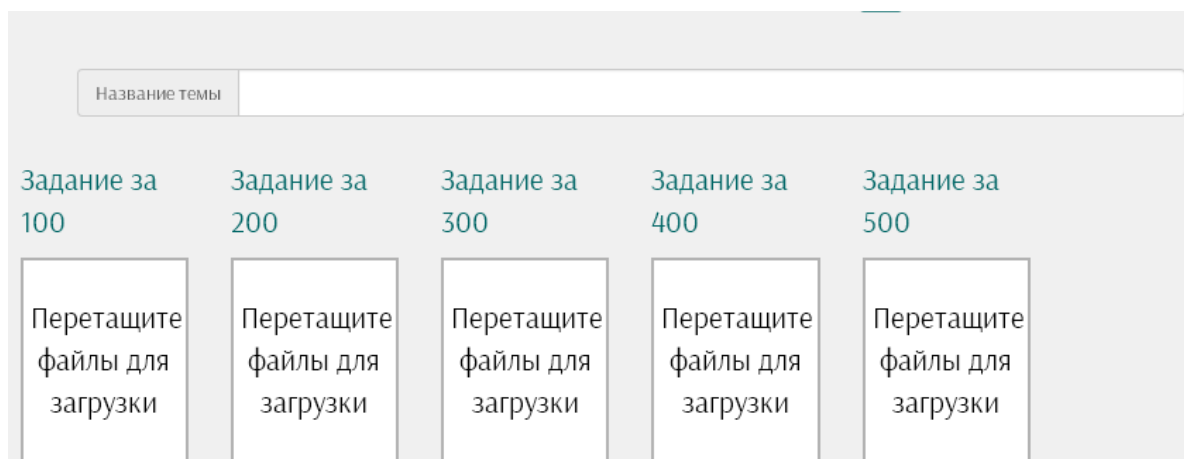 Название темы
Задание за 100
Задание за 200
Задание за 300
Задание за 400
Задание за 500
Перетащите файлы для загрузки
Перетащите файлы для загрузки
Перетащите файлы для загрузки
Перетащите файлы для загрузки
Перетащите файлы для загрузки